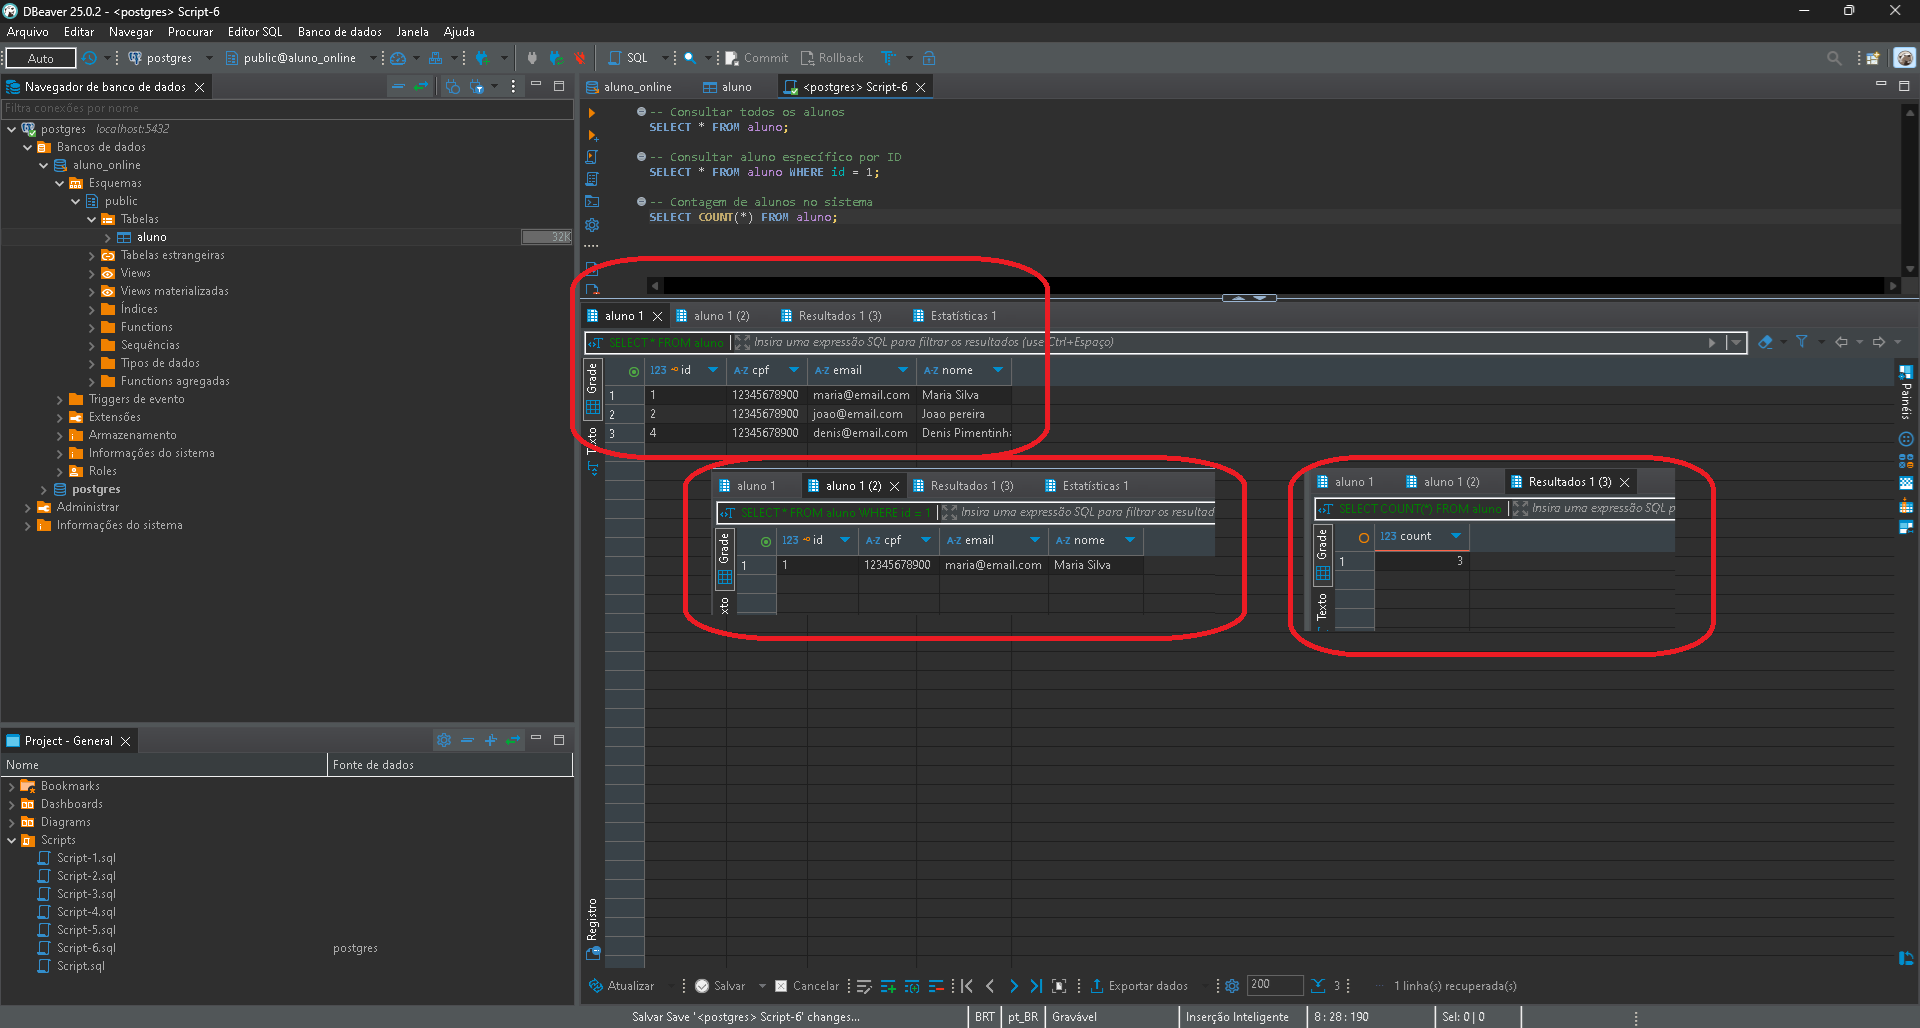 DBeaver 25.0.2 - <postgres> Script-6
Arquivo Editar Navegar Procurar Editor SQL Banco de dados Janela Ajuda
Auto postgres public@aluno_online SQL Commit Rollback
Navegador de banco de dados
Filtra conexões por nome
postgres localhost:5432
Bancos de dados
aluno_online
Esquemas
public
Tabelas
aluno 32K
Tabelas estrangeiras
Views
Views materializadas
Índices
Functions
Sequências
Tipos de dados
Functions agregadas
Triggers de evento
Extensões
Armazenamento
Informações do sistema
Roles
postgres
Administrar
Informações do sistema
Project - General
Nome Fonte de dados
Bookmarks
Dashboards
Diagrams
Scripts
Script-1.sql
Script-2.sql
Script-3.sql
Script-4.sql
Script-5.sql
Script-6.sql postgres
Script.sql
aluno_online aluno <postgres> Script-6
-- Consultar todos os alunos
SELECT * FROM aluno;
-- Consultar aluno específico por ID
SELECT * FROM aluno WHERE id = 1;
-- Contagem de alunos no sistema
SELECT COUNT(*) FROM aluno;
aluno 1 aluno 1 (2) Resultados 1 (3) Estatísticas 1
SELECT * FROM aluno Insira uma expressão SQL para filtrar os resultados (use Ctrl+Espaço)
Grade
Texto
123 id A-Z cpf A-Z email A-Z nome
1 1 12345678900 maria@email.com Maria Silva
2 2 12345678900 joao@email.com Joao pereira
3 4 12345678900 denis@email.com Denis Pimentinh
Painéis
aluno 1 aluno 1 (2) Resultados 1 (3) Estatísticas 1
SELECT * FROM aluno WHERE id = 1 Insira uma expressão SQL para filtrar os resultad
Grade
xto
123 id A-Z cpf A-Z email A-Z nome
1 1 12345678900 maria@email.com Maria Silva
aluno 1 aluno 1 (2) Resultados 1 (3)
SELECT COUNT(*) FROM aluno Insira uma expressão SQL p
Grade
Texto
123 count
1 3
Registro
Atualizar Salvar Cancelar Exportar dados 200 3 1 linha(s) recuperada(s)
Salvar Save '<postgres> Script-6' changes... BRT pt_BR Gravável Inserção Inteligente 8 : 28 : 190 Sel: 0 | 0